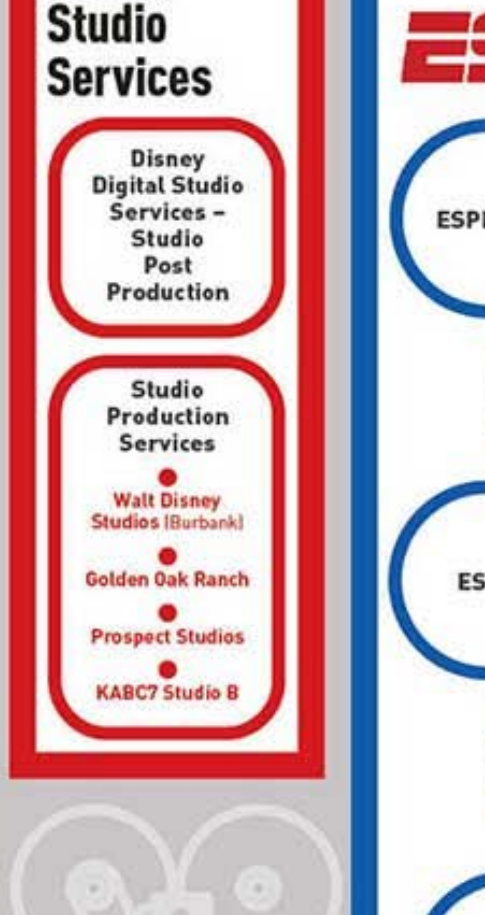 Studio
Services
Disney
Digital Studio
Services –
Studio
Post
Production
Studio
Production
Services
Walt Disney
Studios (Burbank)
Golden Oak Ranch
Prospect Studios
KABC7 Studio B